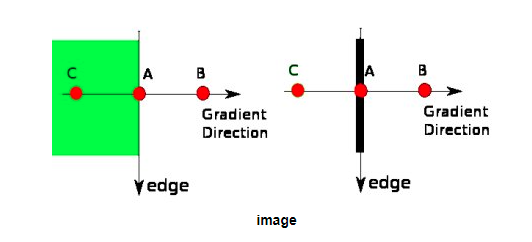 C A B
Gradient
Direction
edge
C A B
Gradient
Direction
edge
image